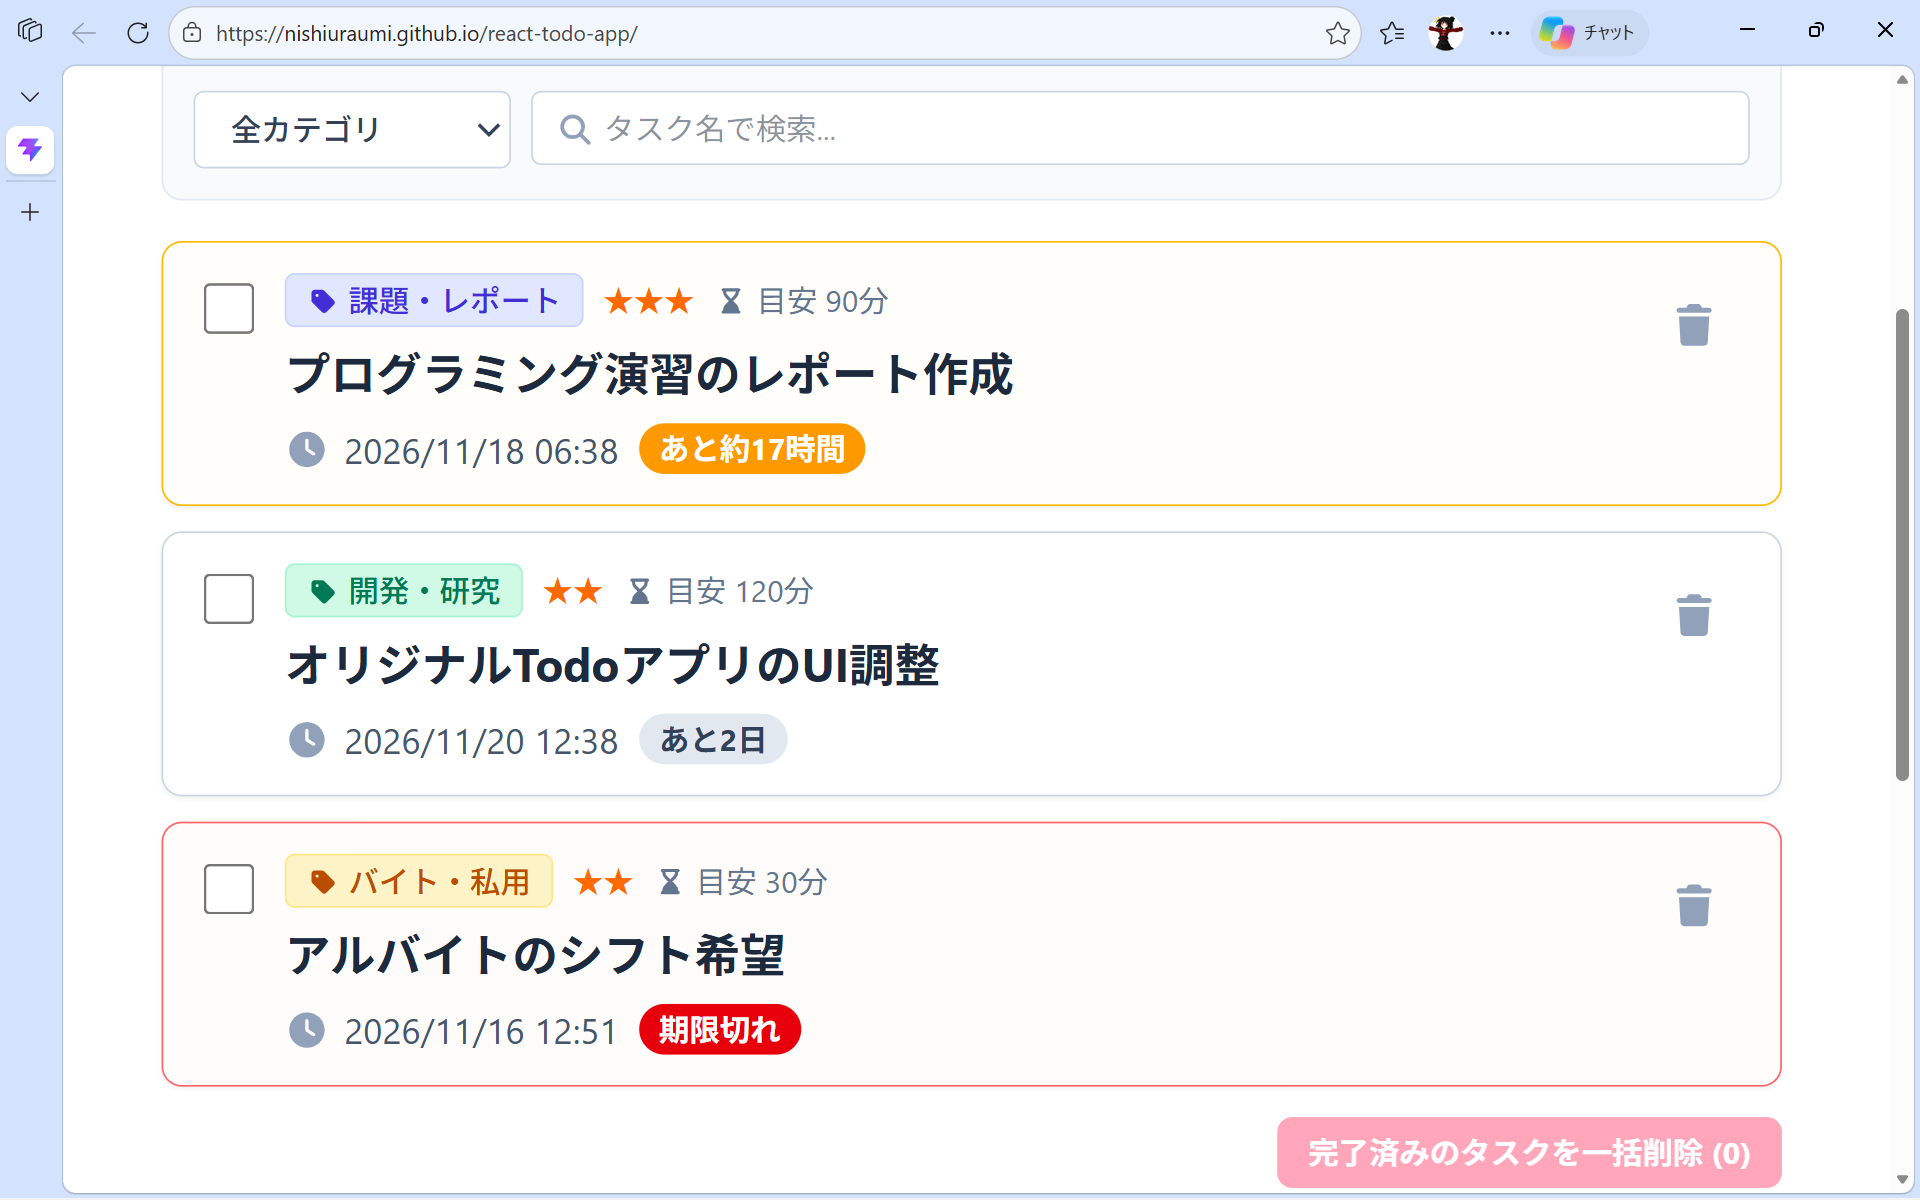 https://nishiuraumi.github.io/react-todo-app/
チャット
全カテゴリ
タスク名で検索...
課題・レポート ★★★ 目安 90分
プログラミング演習のレポート作成
2026/11/18 06:38 あと約17時間
開発・研究 ★★ 目安 120分
オリジナルTodoアプリのUI調整
2026/11/20 12:38 あと2日
バイト・私用 ★★ 目安 30分
アルバイトのシフト希望
2026/11/16 12:51 期限切れ
完了済みのタスクを一括削除 (0)